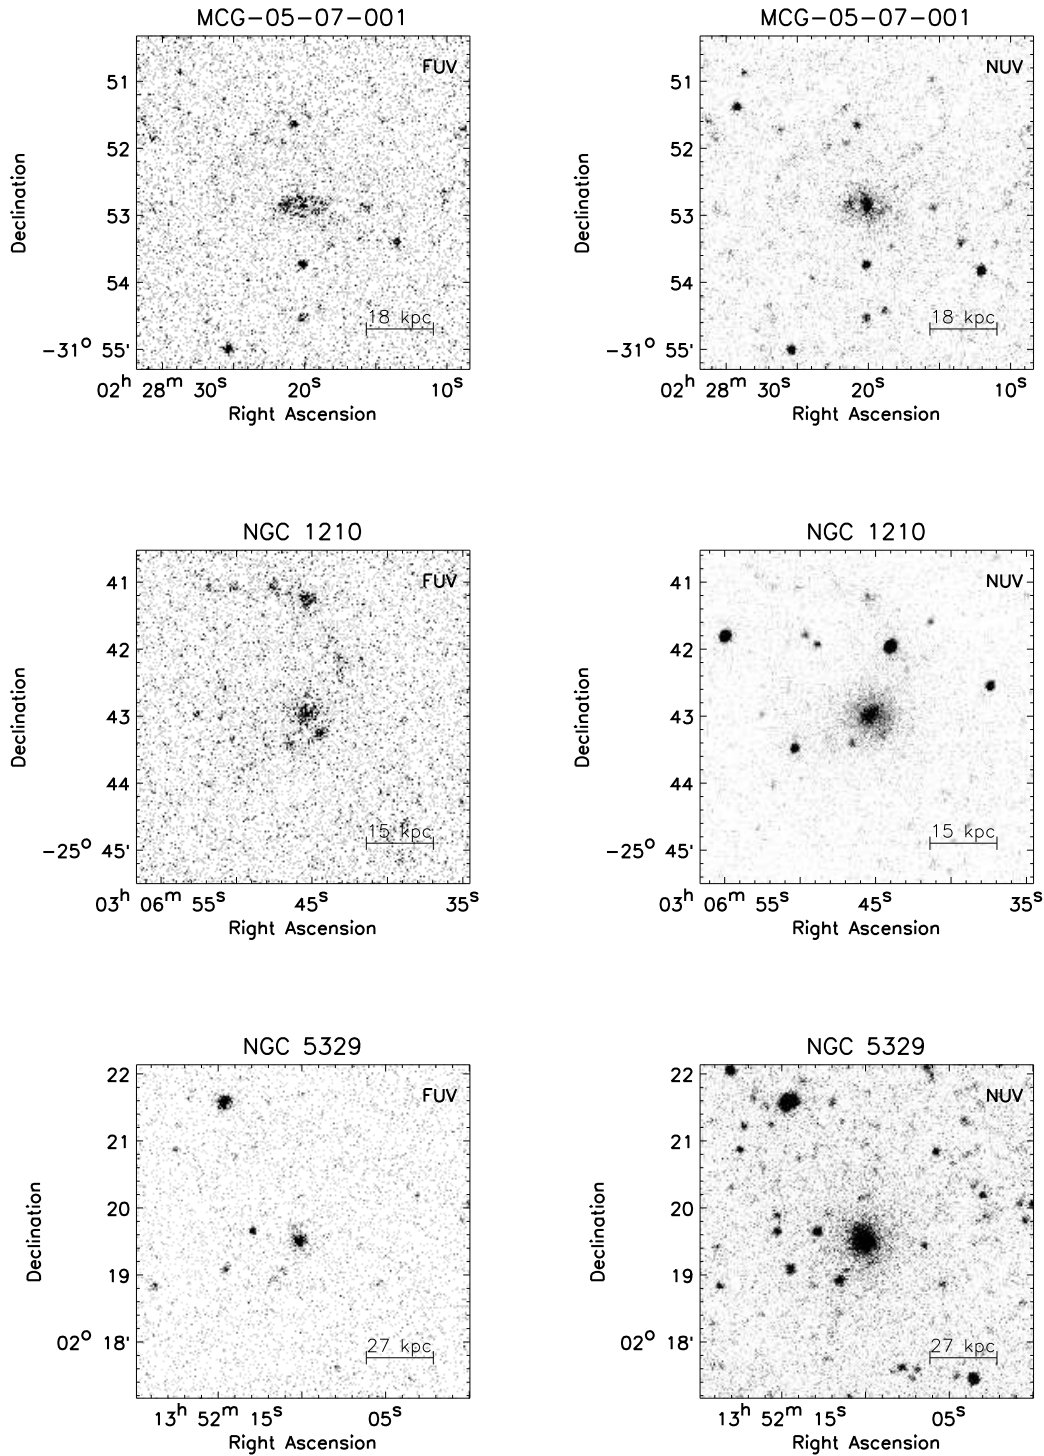 MCG-05-07-001
FUV
51
52
53
54
-31° 55'
18 kpc
02ʰ 28ᵐ 30ˢ 20ˢ 10ˢ
Right Ascension
Declination
MCG-05-07-001
NUV
51
52
53
54
-31° 55'
18 kpc
02ʰ 28ᵐ 30ˢ 20ˢ 10ˢ
Right Ascension
Declination
NGC 1210
FUV
41
42
43
44
-25° 45'
15 kpc
03ʰ 06ᵐ 55ˢ 45ˢ 35ˢ
Right Ascension
Declination
NGC 1210
NUV
41
42
43
44
-25° 45'
15 kpc
03ʰ 06ᵐ 55ˢ 45ˢ 35ˢ
Right Ascension
Declination
NGC 5329
FUV
22
21
20
19
02° 18'
27 kpc
13ʰ 52ᵐ 15ˢ 05ˢ
Right Ascension
Declination
NGC 5329
NUV
22
21
20
19
02° 18'
27 kpc
13ʰ 52ᵐ 15ˢ 05ˢ
Right Ascension
Declination